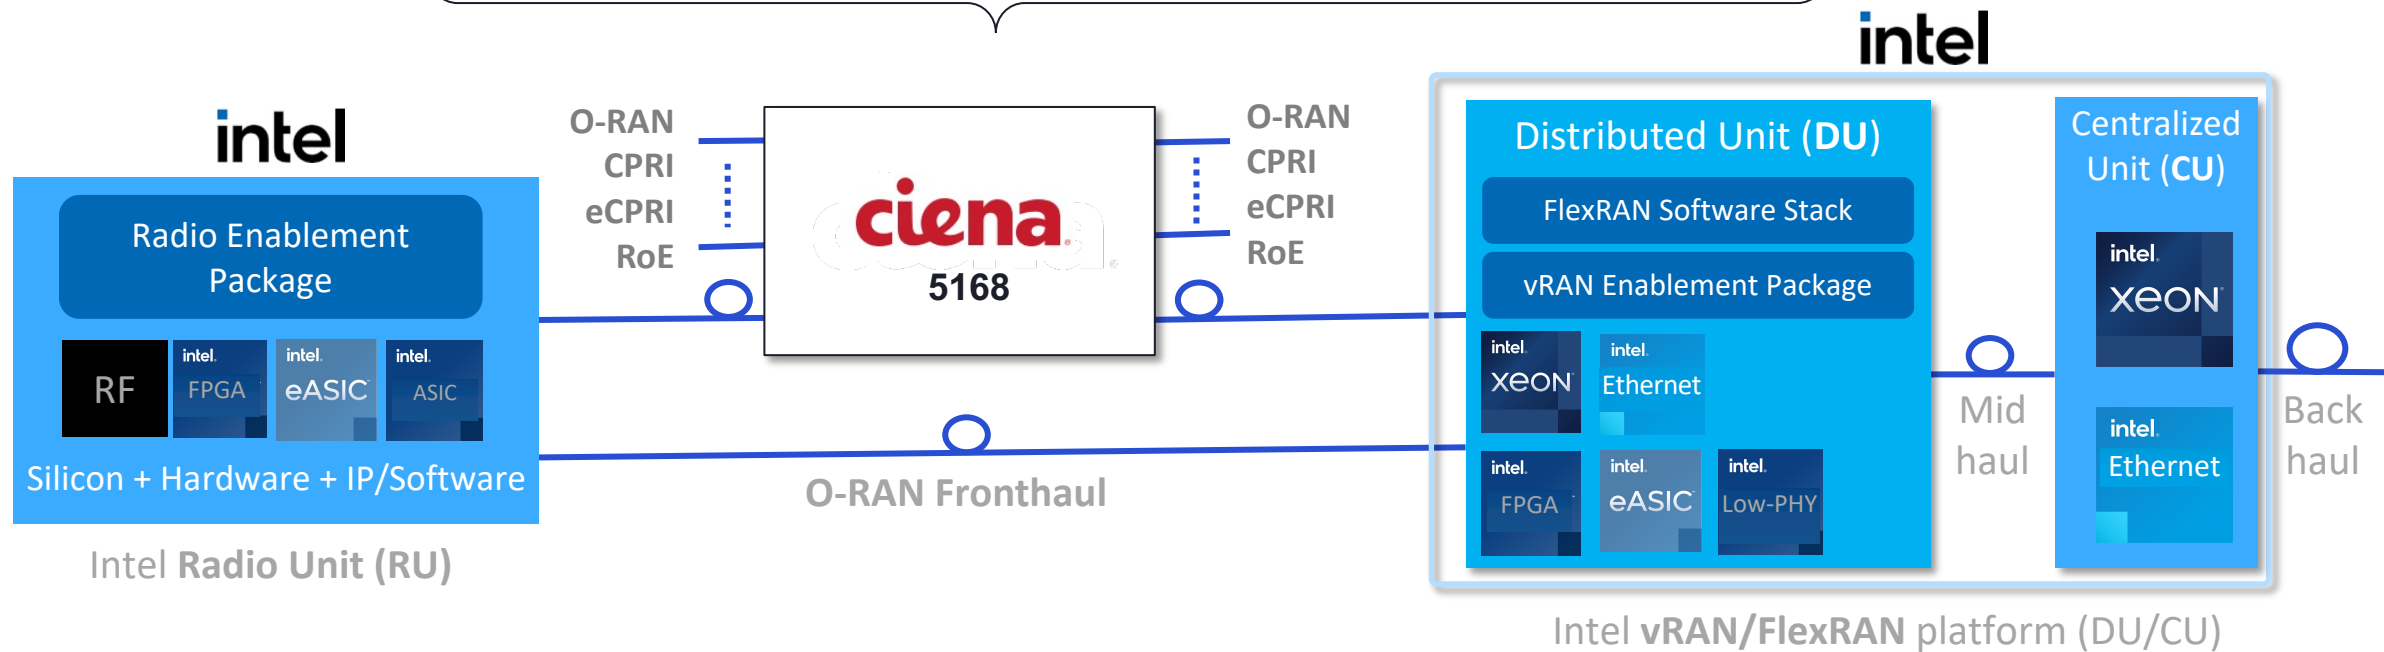 intel
Radio Enablement
Package
RF
intel.
FPGA
intel.
eASIC
intel.
ASIC
Silicon + Hardware + IP/Software
Intel Radio Unit (RU)
O-RAN
CPRI
eCPRI
RoE
ciena.
5168
O-RAN
CPRI
eCPRI
RoE
O-RAN Fronthaul
intel
Distributed Unit (DU)
FlexRAN Software Stack
vRAN Enablement Package
intel.
xeon
intel.
Ethernet
intel.
FPGA
intel.
eASIC
intel.
Low-PHY
Mid
haul
Centralized
Unit (CU)
intel.
xeon
intel.
Ethernet
Back
haul
Intel vRAN/FlexRAN platform (DU/CU)